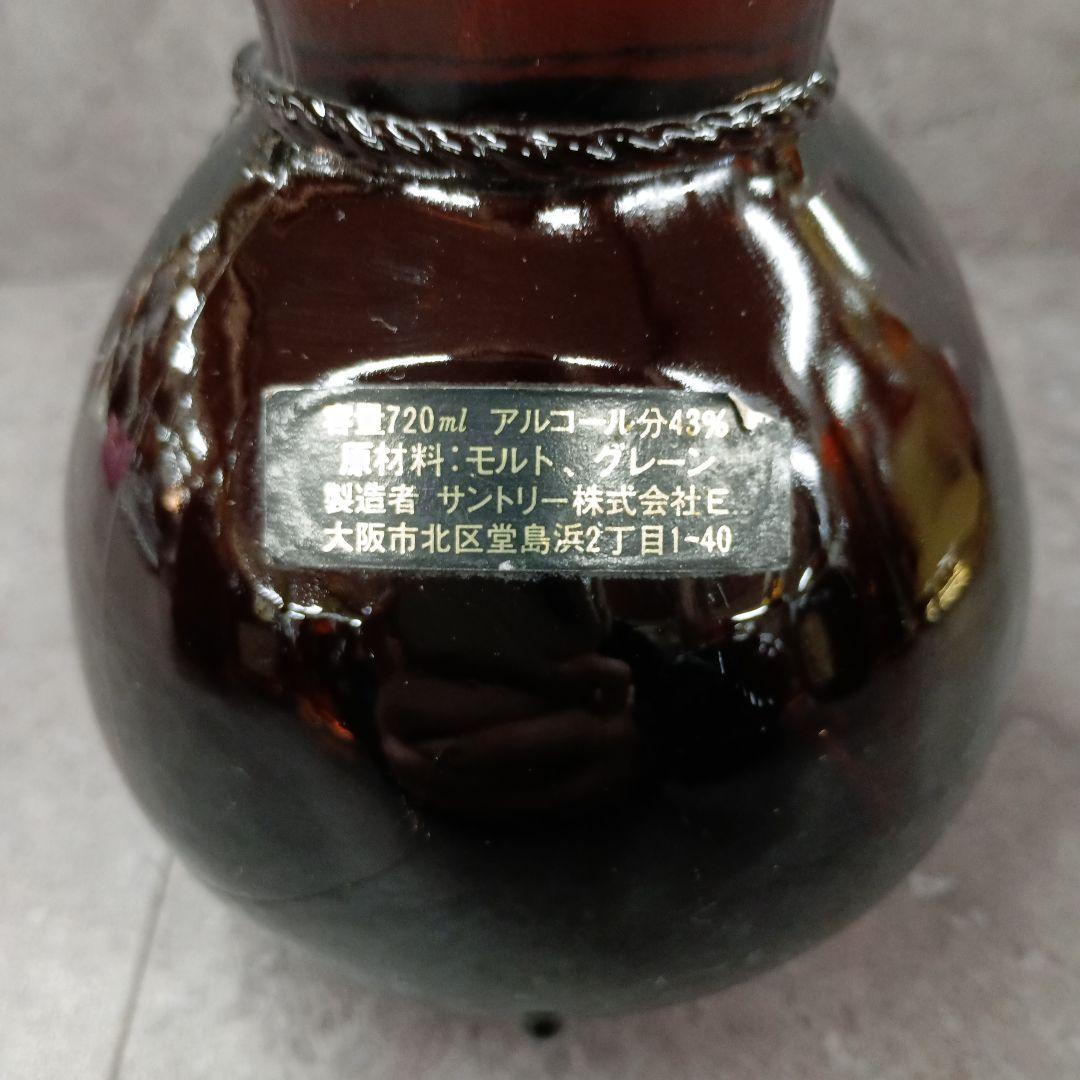 容量720ml アルコール分43%
原材料:モルト、グレーン
製造者 サントリー株式会社E
大阪市北区堂島浜2丁目1-40